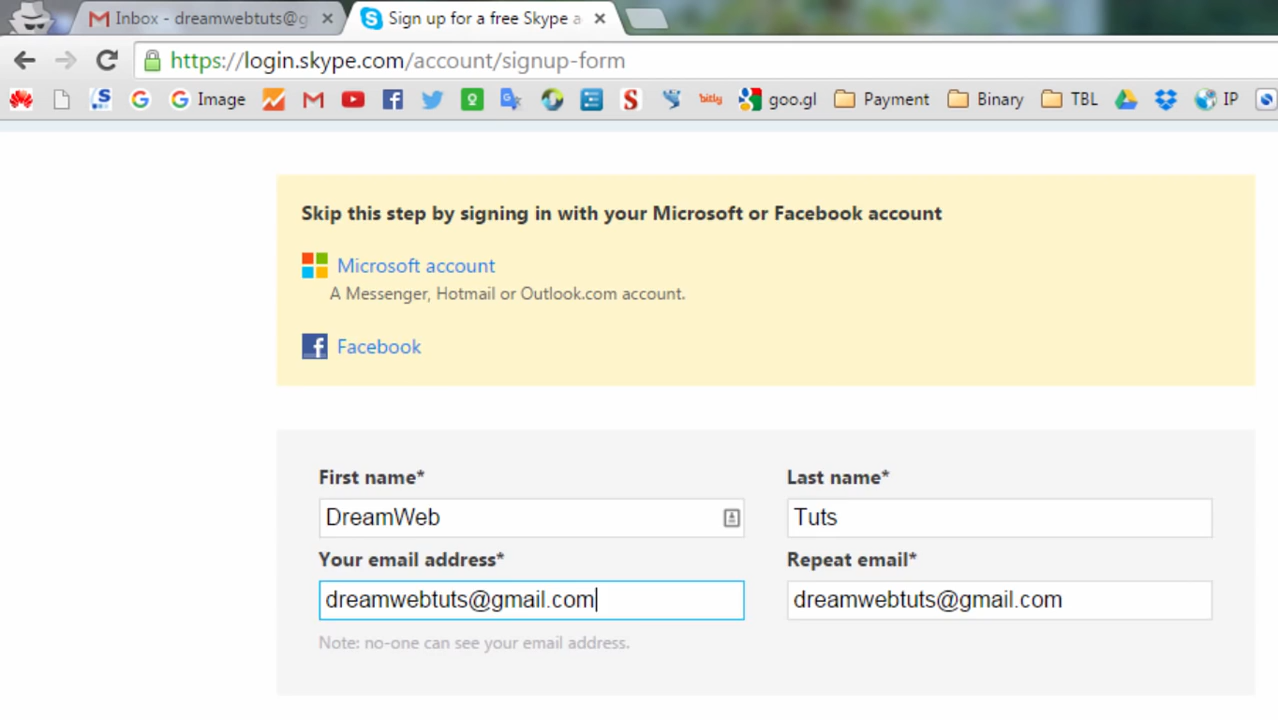 Inbox - dreamwebtuts@g
Sign up for a free Skype a
https://login.skype.com/account/signup-form
Image
bitly
goo.gl
Payment
Binary
TBL
IP
Skip this step by signing in with your Microsoft or Facebook account
Microsoft account
A Messenger, Hotmail or Outlook.com account.
Facebook
First name*
Last name*
DreamWeb
Tuts
Your email address*
Repeat email*
dreamwebtuts@gmail.com
dreamwebtuts@gmail.com
Note: no-one can see your email address.